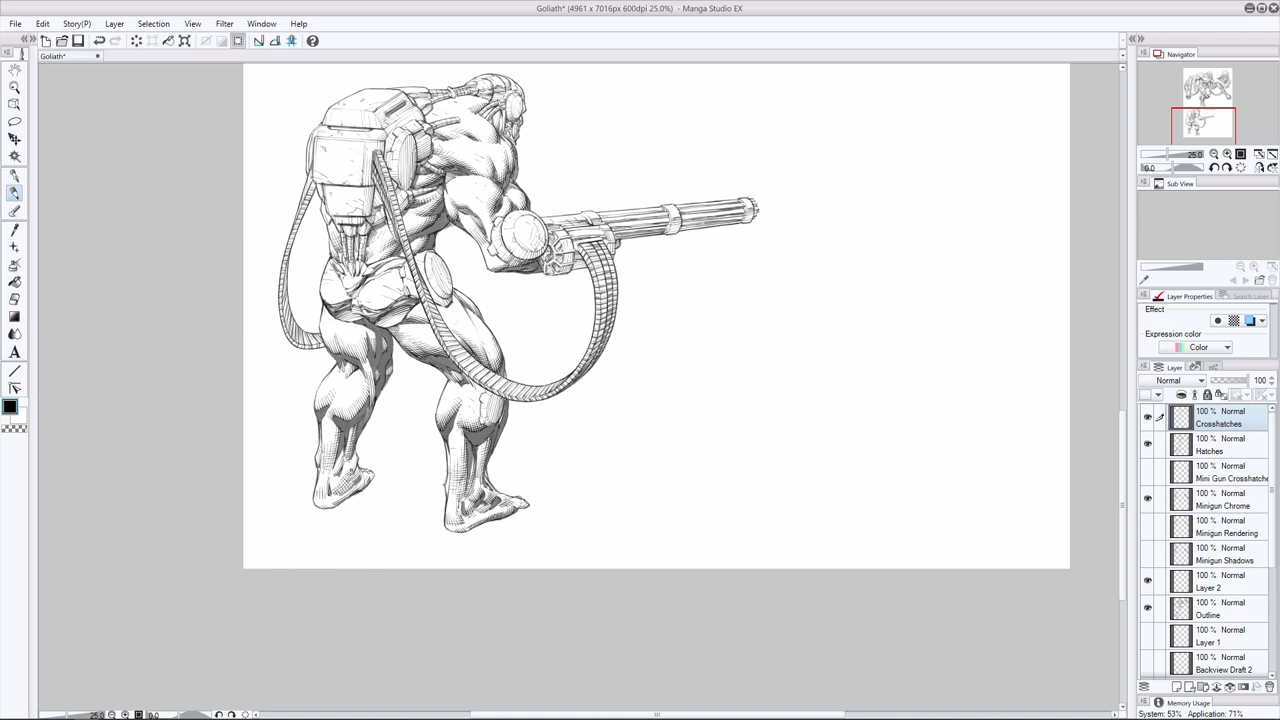 Goliath* (4961 x 7016px 600dpi 25.0%) - Manga Studio EX
File Edit Story(P) Layer Selection View Filter Window Help
Goliath*
Navigator
25.0
0.0
Sub View
Layer Properties
Search Layer
Effect
Expression color
Color
Layer
Normal 100
100 % Normal
Crosshatches
100 % Normal
Hatches
100 % Normal
Mini Gun Crosshatche
100 % Normal
Minigun Chrome
100 % Normal
Minigun Rendering
100 % Normal
Minigun Shadows
100 % Normal
Layer 2
100 % Normal
Outline
100 % Normal
Layer 1
100 % Normal
Backview Draft 2
Memory Usage
System: 53% Application: 71%
25.0 0.0